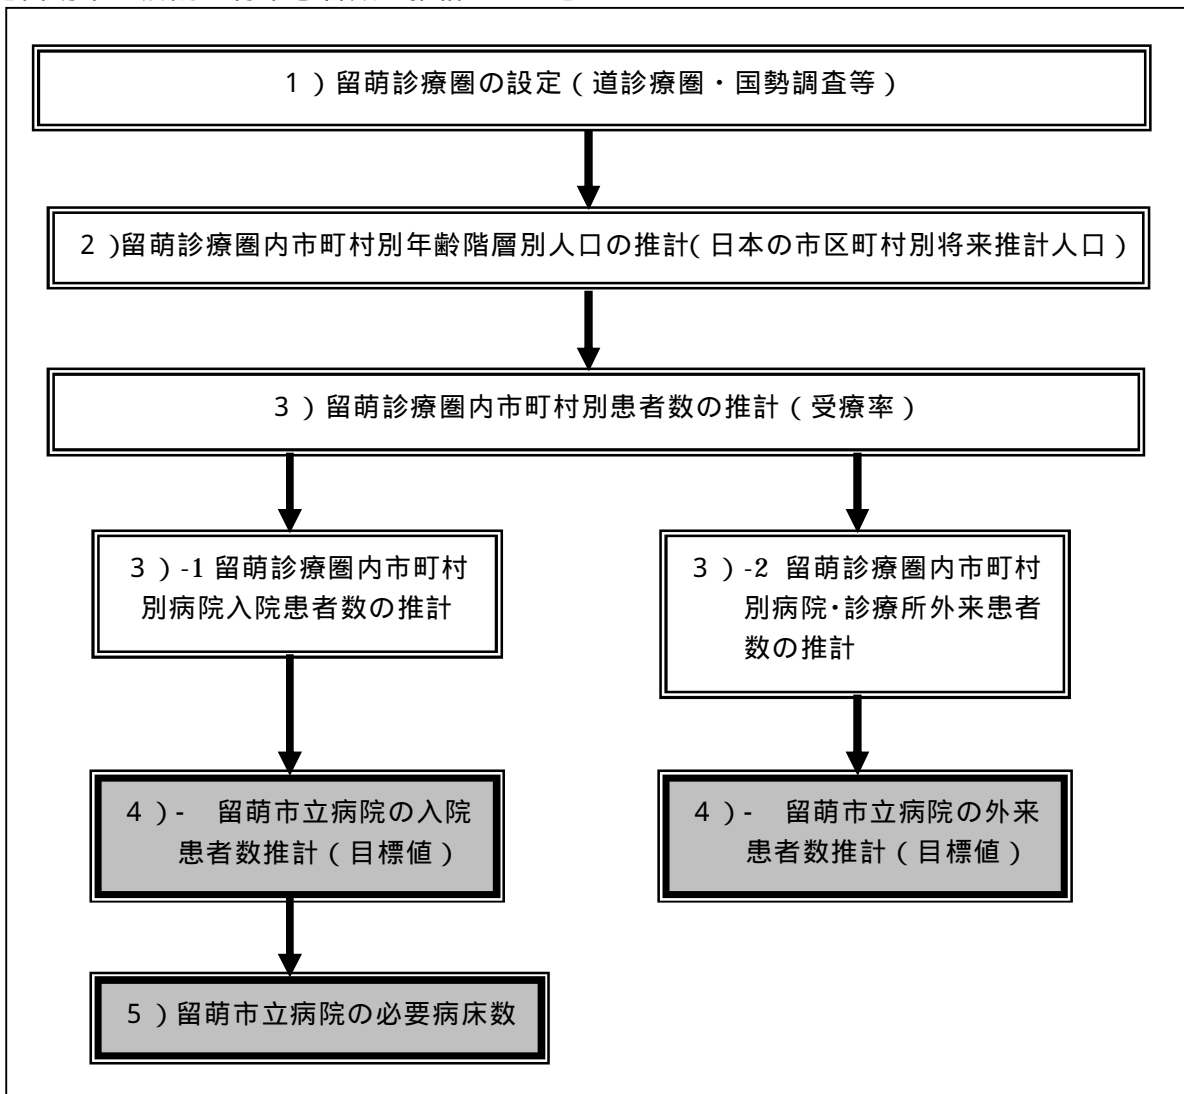 1）留萌診療圏の設定（道診療圏・国勢調査等）
2）留萌診療圏内市町村別年齢階層別人口の推計（日本の市区町村別将来推計人口）
3）留萌診療圏内市町村別患者数の推計（受療率）
3）-1 留萌診療圏内市町村
別病院入院患者数の推計
3）-2 留萌診療圏内市町村
別病院・診療所外来患者
数の推計
4）-　留萌市立病院の入院
患者数推計（目標値）
4）-　留萌市立病院の外来
患者数推計（目標値）
5）留萌市立病院の必要病床数